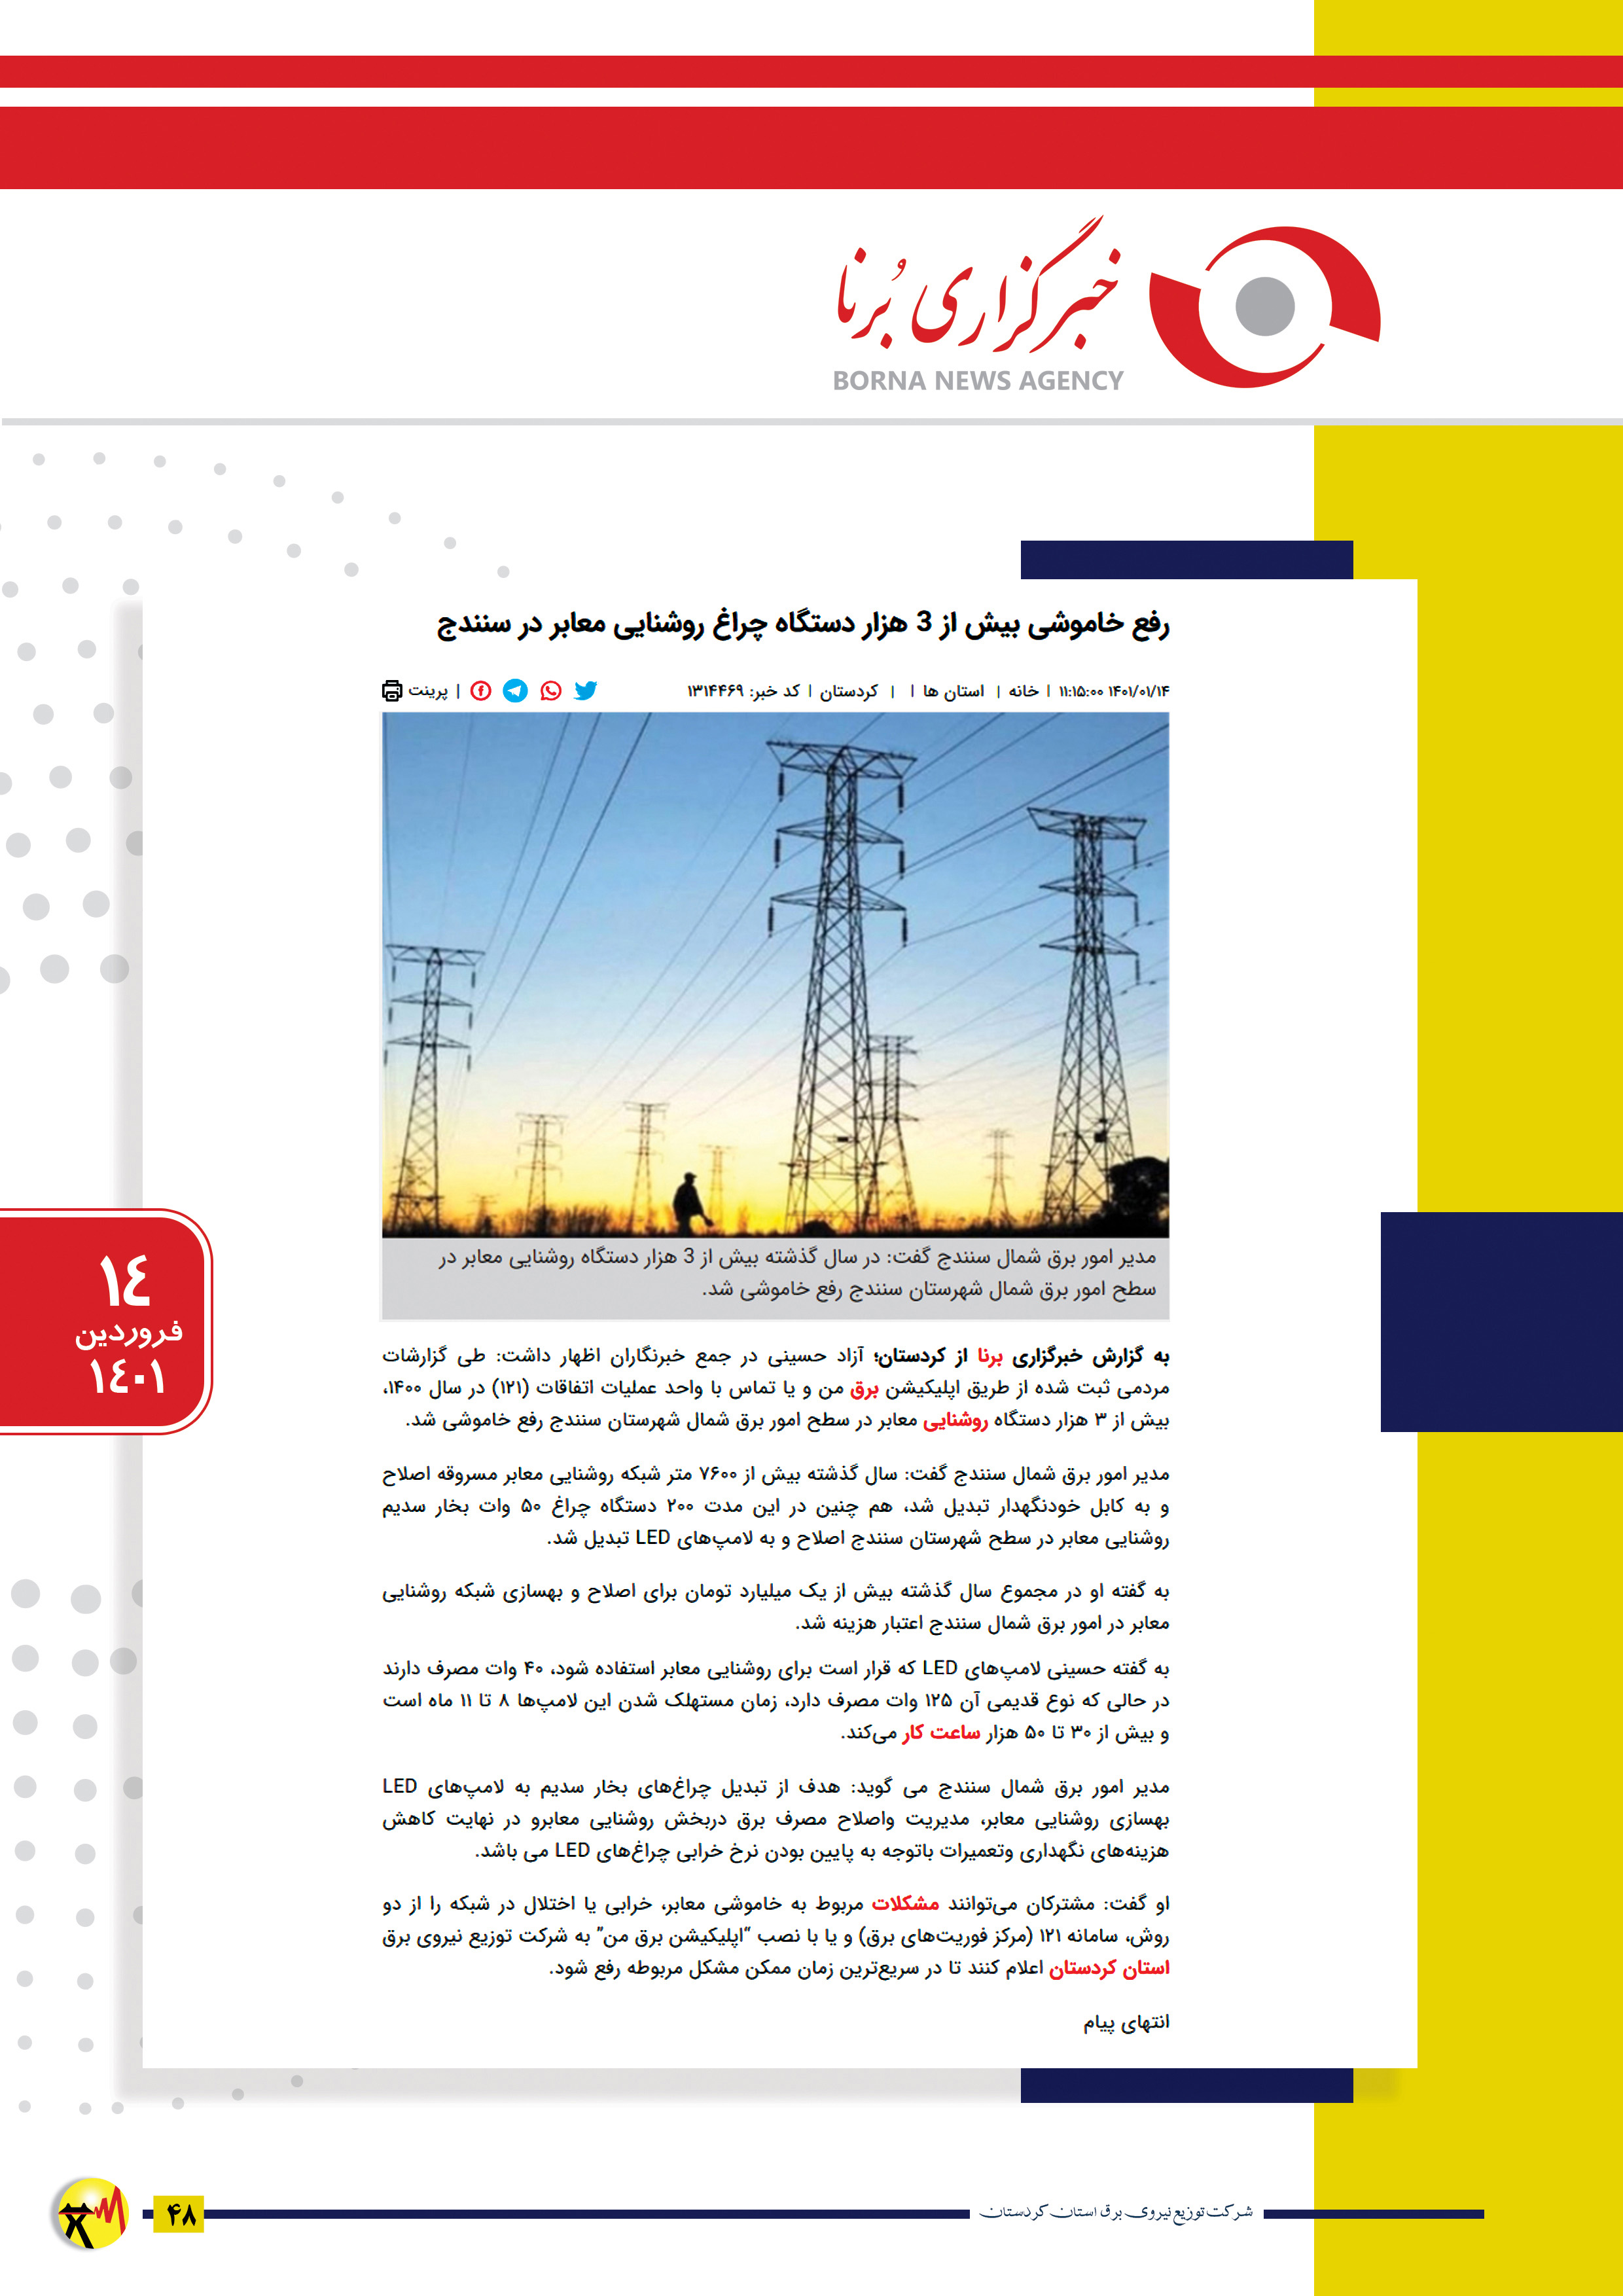 خبرگزاری بُرنا
BORNA NEWS AGENCY
رفع خاموشی بیش از 3 هزار دستگاه چراغ روشنایی معابر در سنندج
۱۴۰۱/۰۱/۱۴ ۱۱:۱۵:۰۰ | خانه | استان ها | | کردستان | کد خبر: ۱۳۱۴۴۶۹
| پرینت
مدیر امور برق شمال سنندج گفت: در سال گذشته بیش از 3 هزار دستگاه روشنایی معابر در
سطح امور برق شمال شهرستان سنندج رفع خاموشی شد.
به گزارش خبرگزاری برنا از کردستان؛ آزاد حسینی در جمع خبرنگاران اظهار داشت: طی گزارشات
مردمی ثبت شده از طریق اپلیکیشن برق من و یا تماس با واحد عملیات اتفاقات (۱۲۱) در سال ۱۴۰۰،
بیش از ۳ هزار دستگاه روشنایی معابر در سطح امور برق شمال شهرستان سنندج رفع خاموشی شد.
مدیر امور برق شمال سنندج گفت: سال گذشته بیش از ۷۶۰۰ متر شبکه روشنایی معابر مسروقه اصلاح
و به کابل خودنگهدار تبدیل شد، هم چنین در این مدت ۲۰۰ دستگاه چراغ ۵۰ وات بخار سدیم
روشنایی معابر در سطح شهرستان سنندج اصلاح و به لامپ‌های LED تبدیل شد.
به گفته او در مجموع سال گذشته بیش از یک میلیارد تومان برای اصلاح و بهسازی شبکه روشنایی
معابر در امور برق شمال سنندج اعتبار هزینه شد.
به گفته حسینی لامپ‌های LED که قرار است برای روشنایی معابر استفاده شود، ۴۰ وات مصرف دارند
در حالی که نوع قدیمی آن ۱۲۵ وات مصرف دارد، زمان مستهلک شدن این لامپ‌ها ۸ تا ۱۱ ماه است
و بیش از ۳۰ تا ۵۰ هزار ساعت کار می‌کند.
مدیر امور برق شمال سنندج می گوید: هدف از تبدیل چراغ‌های بخار سدیم به لامپ‌های LED
بهسازی روشنایی معابر، مدیریت واصلاح مصرف برق دربخش روشنایی معابرو در نهایت کاهش
هزینه‌های نگهداری وتعمیرات باتوجه به پایین بودن نرخ خرابی چراغ‌های LED می باشد.
او گفت: مشترکان می‌توانند مشکلات مربوط به خاموشی معابر، خرابی یا اختلال در شبکه را از دو
روش، سامانه ۱۲۱ (مرکز فوریت‌های برق) و یا با نصب “اپلیکیشن برق من” به شرکت توزیع نیروی برق
استان کردستان اعلام کنند تا در سریع‌ترین زمان ممکن مشکل مربوطه رفع شود.
انتهای پیام
١٤
فروردین
١٤٠١
شرکت توزیع نیروی برق استان کردستان
۴۸